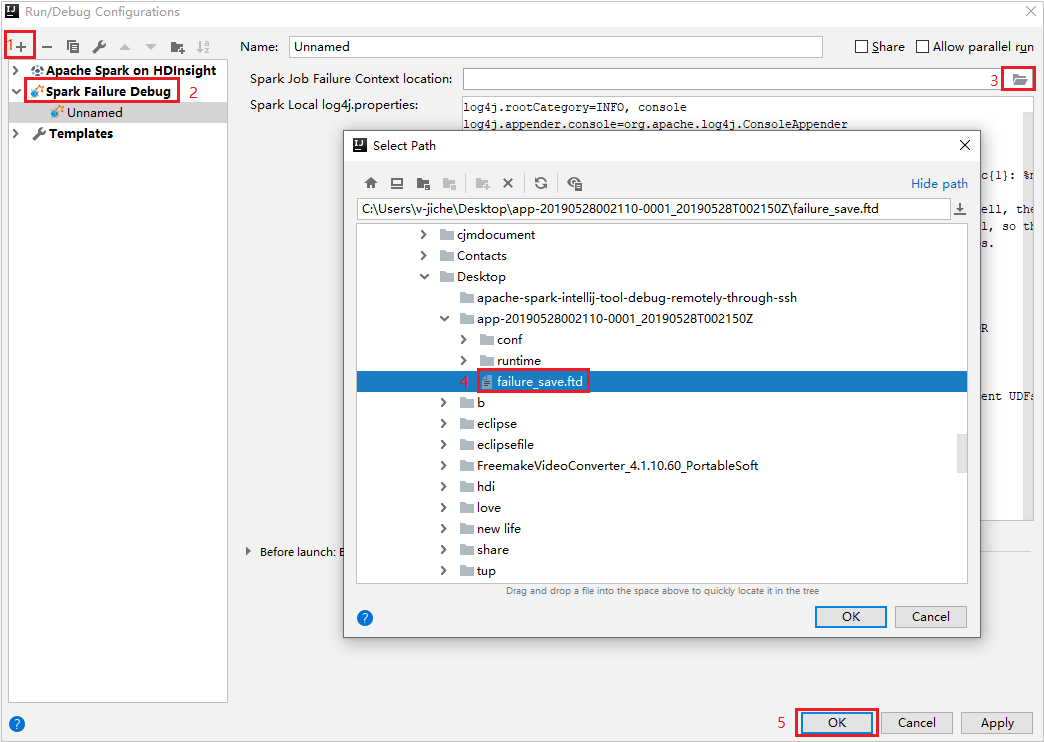 Run/Debug Configurations
1
Name: Unnamed
Share
Allow parallel run
Apache Spark on HDInsight
Spark Failure Debug 2
Unnamed
Templates
Spark Job Failure Context location:
3
Spark Local log4j.properties:
log4j.rootCategory=INFO, console
log4j.appender.console=org.apache.log4j.ConsoleAppender
Select Path
Hide path
C:\Users\v-jiche\Desktop\app-20190528002110-0001_20190528T002150Z\failure_save.ftd
cjmdocument
Contacts
Desktop
apache-spark-intellij-tool-debug-remotely-through-ssh
app-20190528002110-0001_20190528T002150Z
conf
runtime
4 failure_save.ftd
b
eclipse
eclipsefile
FreemakeVideoConverter_4.1.10.60_PortableSoft
hdi
love
new life
share
tup
Drag and drop a file into the space above to quickly locate it in the tree
? OK Cancel
c{1}: %n
ell, the
l, so th
s.
R
ent UDFs
Before launch:
? 5 OK Cancel Apply